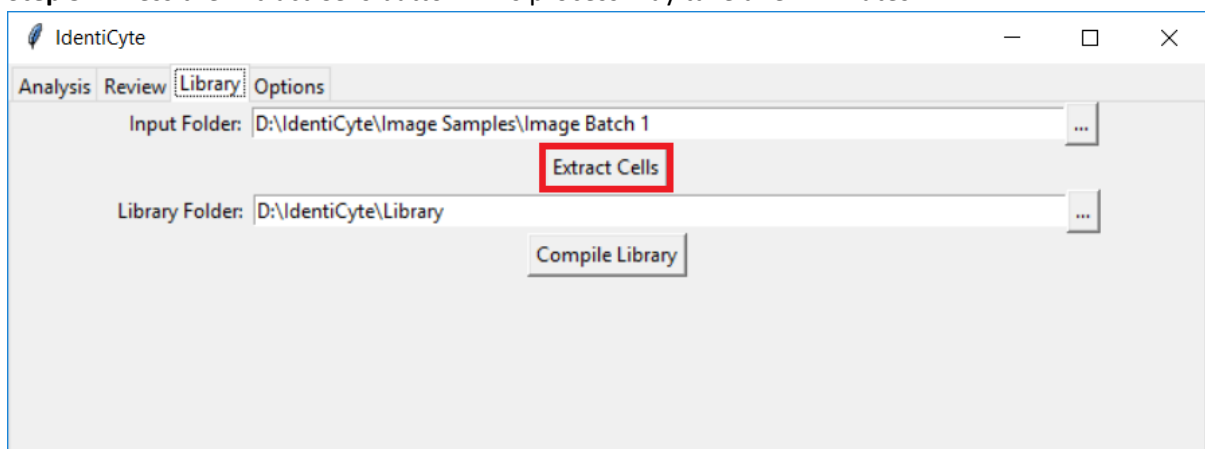 IdentiCyte
Analysis Review Library Options
Input Folder: D:\IdentiCyte\Image Samples\Image Batch 1 ...
Extract Cells
Library Folder: D:\IdentiCyte\Library ...
Compile Library